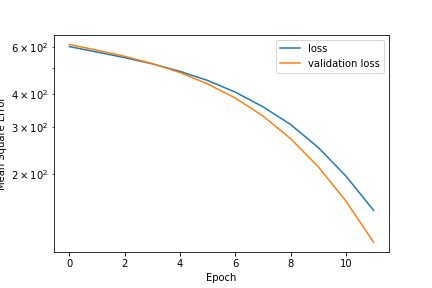 6 × 10²
4 × 10²
3 × 10²
2 × 10²
Mean Square Error
loss
validation loss
0 2 4 6 8 10
Epoch